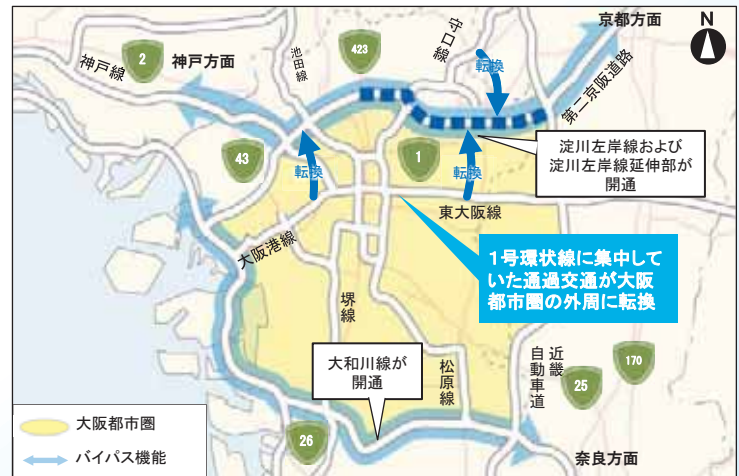 京都方面
N
2
神戸方面
神戸線
池田線
423
守口線
転換
第二京阪道路
淀川左岸線および
淀川左岸線延伸部が
開通
43
転換
1
転換
東大阪線
大阪港線
1号環状線に集中して
いた通過交通が大阪
都市圏の外周に転換
堺線
大和川線が
開通
松原線
近畿
自動車道
170
25
26
奈良方面
大阪都市圏
バイパス機能